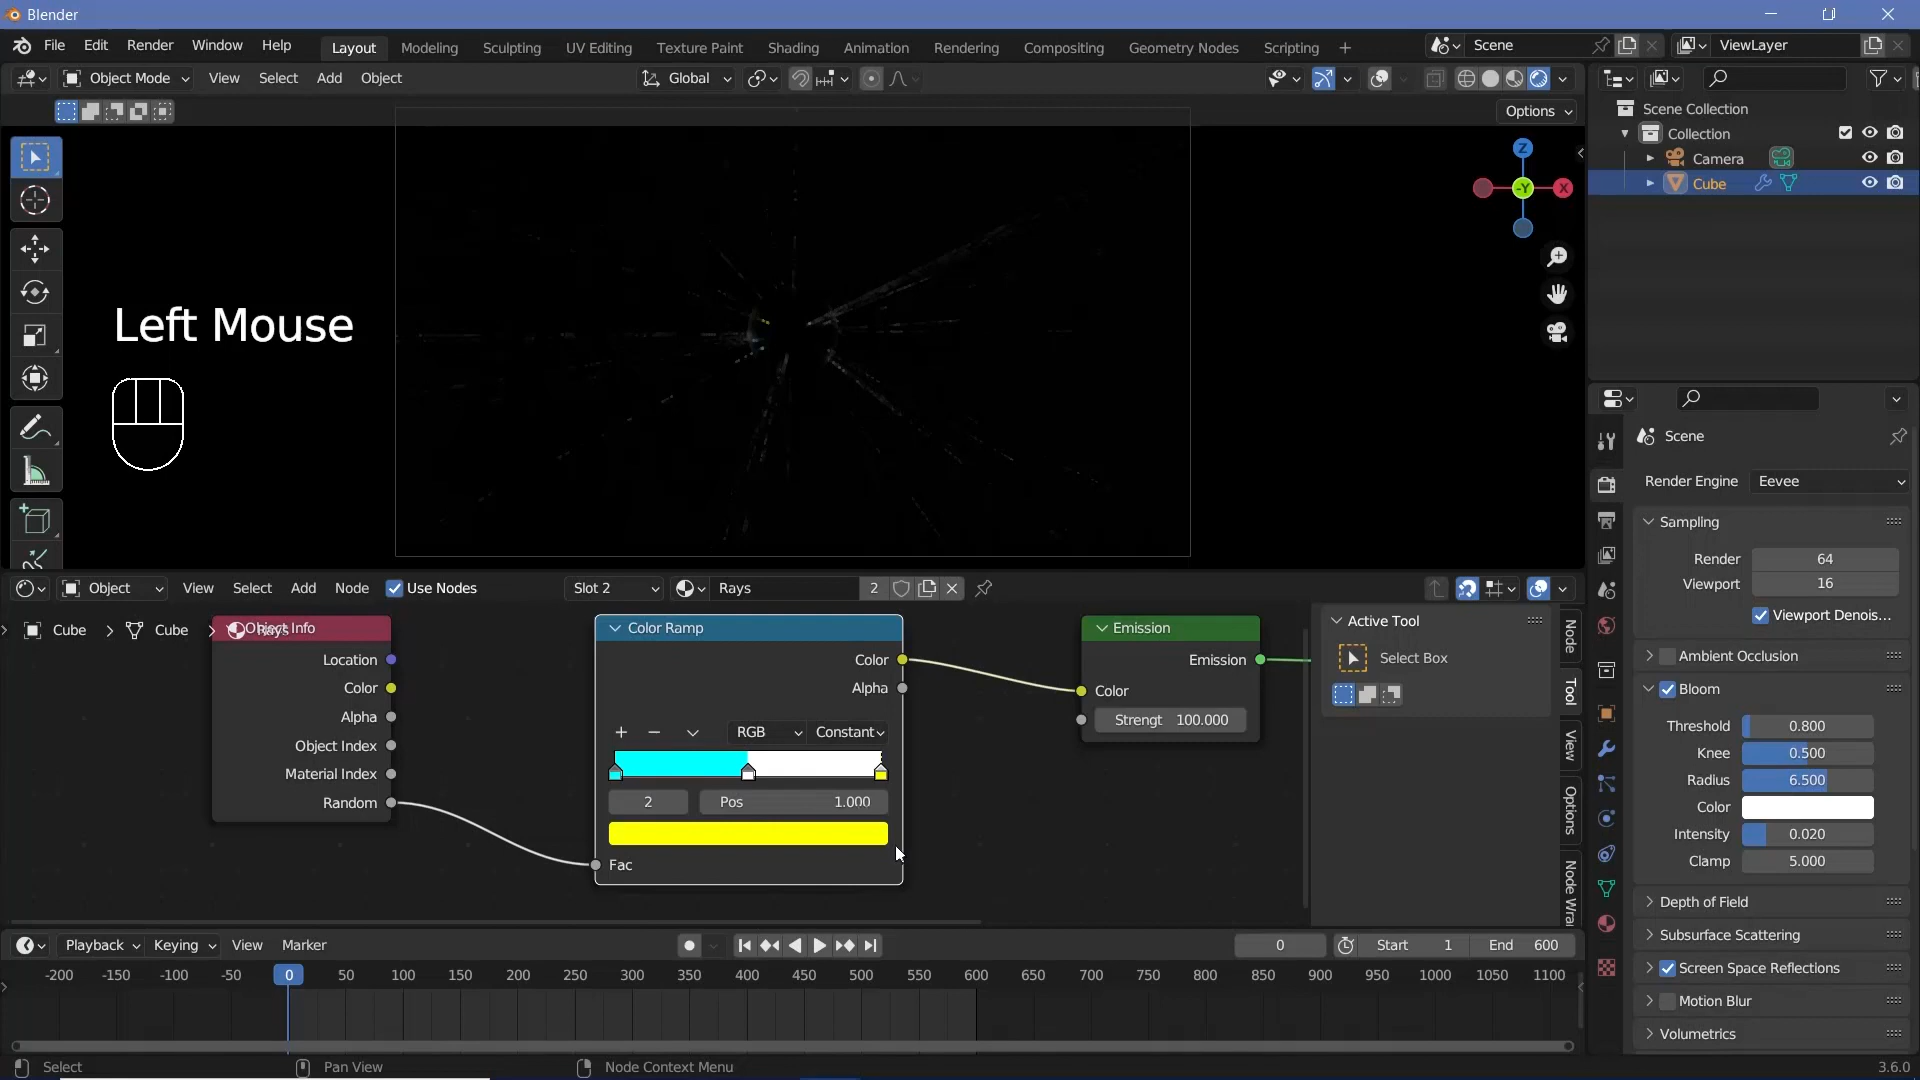 Blender
File Edit Render Window Help Layout Modeling Sculpting UV Editing Texture Paint Shading Animation Rendering Compositing Geometry Nodes Scripting Scene ViewLayer
Object Mode View Select Add Object Global
Options
Scene Collection
Collection
Camera
Cube
Z
-Y X
Left Mouse
Scene
Render Engine Eevee
Sampling
Render 64
Viewport 16
Viewport Denois...
Ambient Occlusion
Bloom
Threshold 0.800
Knee 0.500
Radius 6.500
Color
Intensity 0.020
Clamp 5.000
Depth of Field
Subsurface Scattering
Screen Space Reflections
Motion Blur
Volumetrics
Object View Select Add Node Use Nodes Slot 2 Rays 2
Cube Cube Rays
Object Info
Location
Color
Alpha
Object Index
Material Index
Random
Color Ramp
Color
Alpha
RGB Constant
2 Pos 1.000
Fac
Emission
Emission
Color
Strengt 100.000
Active Tool
Select Box
Node
Tool
View
Options
Node Wra
Playback Keying View Marker 0 Start 1 End 600
-200 -150 -100 -50 0 50 100 150 200 250 300 350 400 450 500 550 600 650 700 750 800 850 900 950 1000 1050 1100
Select Pan View Node Context Menu 3.6.0